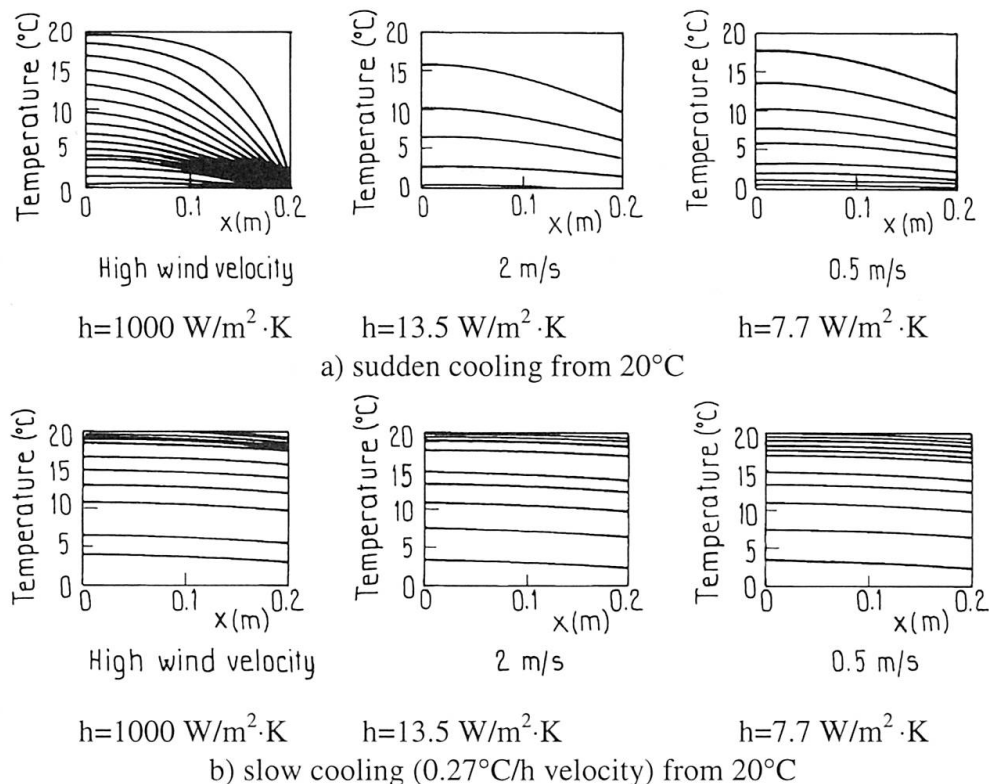 Temperature (°C)
20
15
10
5
0
0
0.1
0.2
x(m)
High wind velocity
h=1000 W/m²·K
Temperature (°C)
20
15
10
5
0
0
0.1
0.2
x(m)
2 m/s
h=13.5 W/m²·K
Temperature (°C)
20
15
10
5
0
0
0.1
0.2
x(m)
0.5 m/s
h=7.7 W/m²·K
a) sudden cooling from 20°C
Temperature (°C)
20
15
10
5
0
0
0.1
0.2
x(m)
High wind velocity
h=1000 W/m²·K
Temperature (°C)
20
15
10
5
0
0
0.1
0.2
x(m)
2 m/s
h=13.5 W/m²·K
Temperature (°C)
20
15
10
5
0
0
0.1
0.2
x(m)
0.5 m/s
h=7.7 W/m²·K
b) slow cooling (0.27°C/h velocity) from 20°C